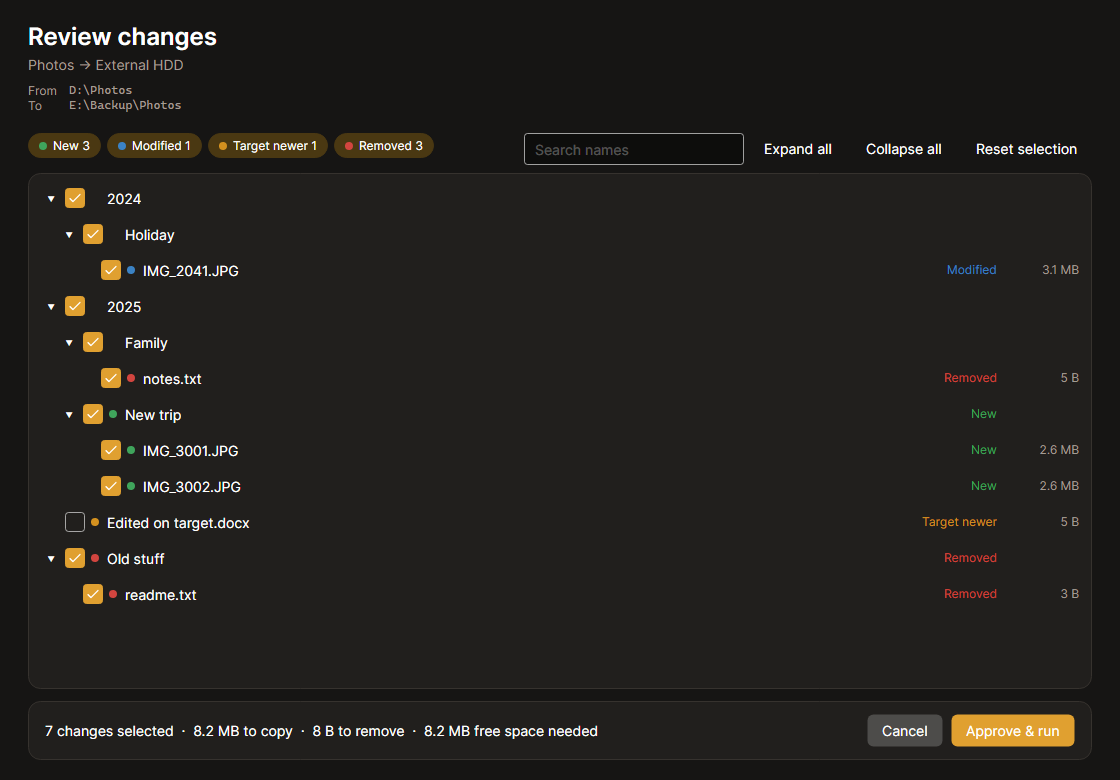 Review changes
Photos → External HDD
From D:\Photos
To E:\Backup\Photos
New 3 Modified 1 Target newer 1 Removed 3 Search names Expand all Collapse all Reset selection
2024
Holiday
IMG_2041.JPG Modified 3.1 MB
2025
Family
notes.txt Removed 5 B
New trip New
IMG_3001.JPG New 2.6 MB
IMG_3002.JPG New 2.6 MB
Edited on target.docx Target newer 5 B
Old stuff Removed
readme.txt Removed 3 B
7 changes selected · 8.2 MB to copy · 8 B to remove · 8.2 MB free space needed Cancel Approve & run